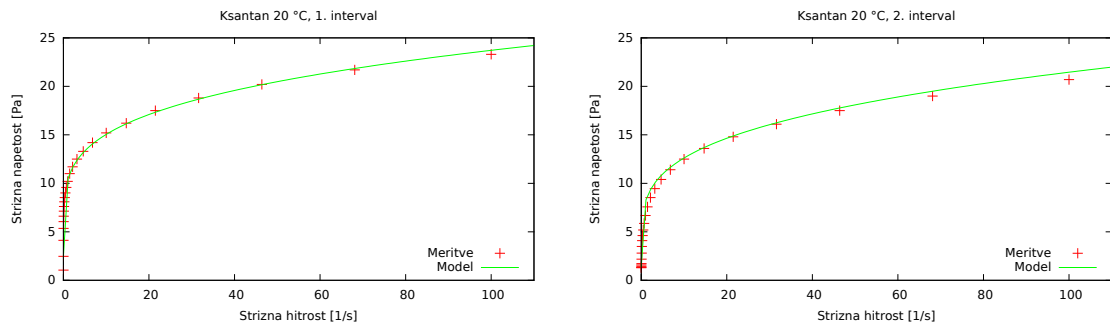 Ksantan 20 °C, 1. interval
Strizna napetost [Pa]
25
20
15
10
5
0
Meritve
Model
0 20 40 60 80 100
Strizna hitrost [1/s]
Ksantan 20 °C, 2. interval
Strizna napetost [Pa]
25
20
15
10
5
0
Meritve
Model
0 20 40 60 80 100
Strizna hitrost [1/s]